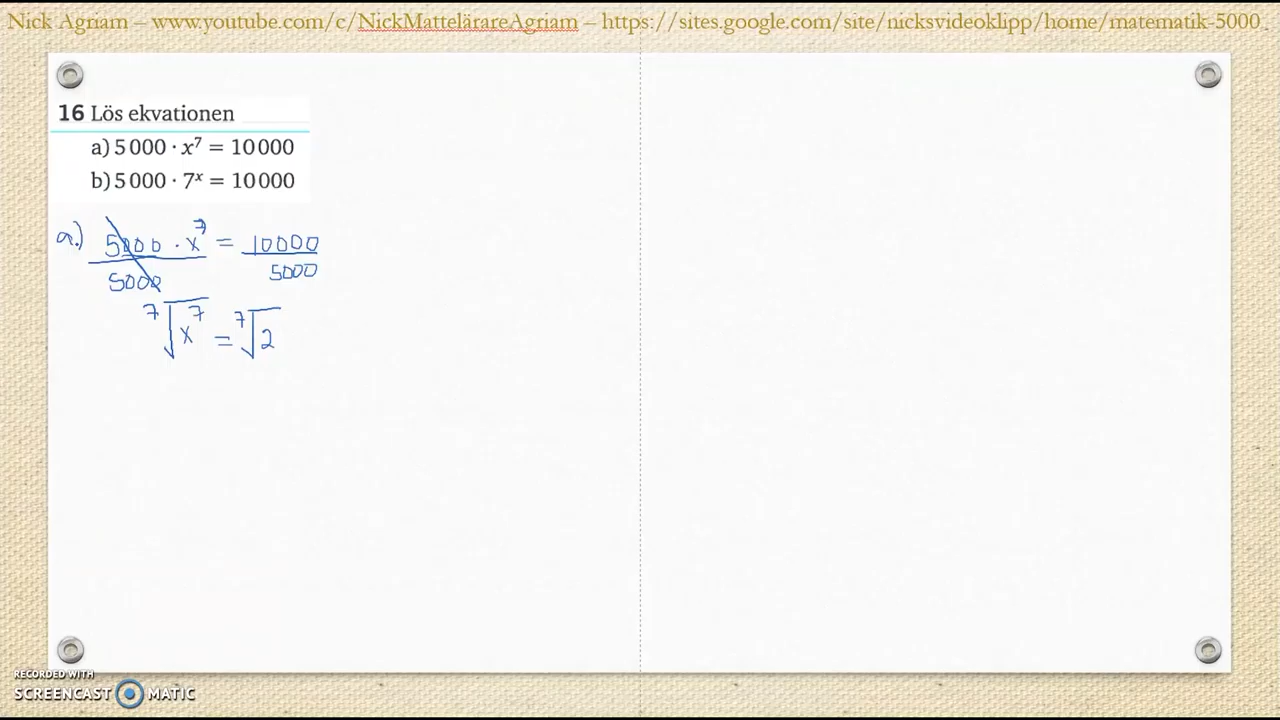 Nick Agriam – www.youtube.com/c/NickMattelärareAgriam – https://sites.google.com/site/nicksvideoklipp/home/matematik-5000
16 Lös ekvationen
a) 5 000 · x⁷ = 10 000
b) 5 000 · 7ˣ = 10 000
a.) 5000 · x⁷ = 10000
5000 5000
⁷√x⁷ = ⁷√2
RECORDED WITH
SCREENCAST MATIC